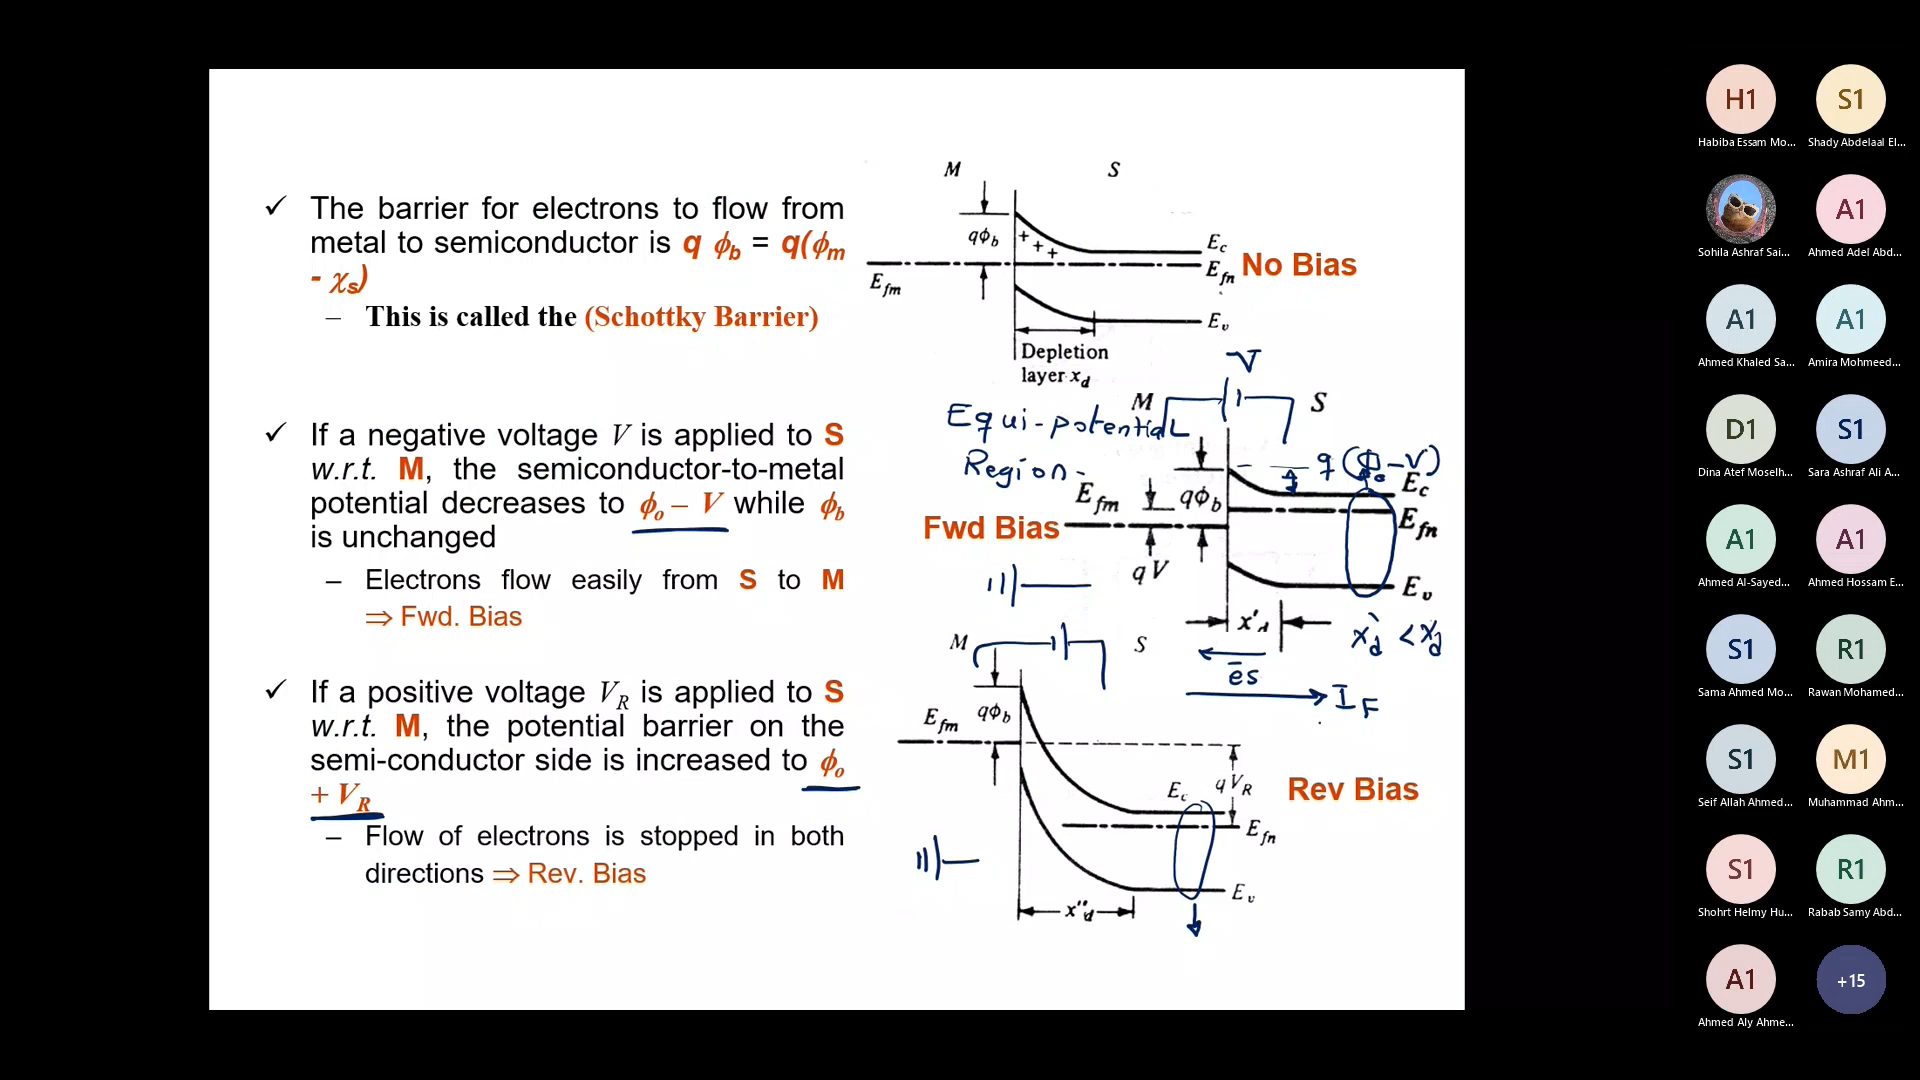 ✓ The barrier for electrons to flow from
metal to semiconductor is q ϕb = q(ϕm
- χs)
– This is called the (Schottky Barrier)
✓ If a negative voltage V is applied to S
w.r.t. M, the semiconductor-to-metal
potential decreases to ϕo – V while ϕb
is unchanged
– Electrons flow easily from S to M
⇒ Fwd. Bias
✓ If a positive voltage VR is applied to S
w.r.t. M, the potential barrier on the
semi-conductor side is increased to ϕo
+ VR
– Flow of electrons is stopped in both
directions ⇒ Rev. Bias
M S
qΦb
+ + +
Ec
Efn
No Bias
Efm
Ev
Depletion
layer xd
V
M S
Equi-potential
Region
q(Φo-V)
Ec
Efm qΦb
Efn
Fwd Bias
qV
Ev
x'd
x'd < xd
es
IF
M S
Efm qΦb
Ec qVR
Rev Bias
Efn
Ev
x"d
H1 S1
Habiba Essam Mo... Shady Abdelaal El...
A1
Sohila Ashraf Sai... Ahmed Adel Abd...
A1 A1
Ahmed Khaled Sa... Amira Mohmeed...
D1 S1
Dina Atef Moselh... Sara Ashraf Ali A...
A1 A1
Ahmed Al-Sayed... Ahmed Hossam E...
S1 R1
Sama Ahmed Mo... Rawan Mohamed...
S1 M1
Seif Allah Ahmed... Muhammad Ahm...
S1 R1
Shohrt Helmy Hu... Rabab Samy Abd...
A1 +15
Ahmed Aly Ahme...